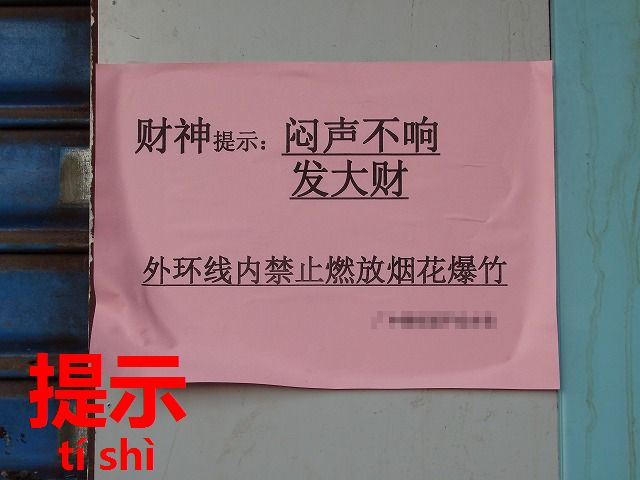 财神提示：闷声不响
发大财
外环线内禁止燃放烟花爆竹
提示
tí shì